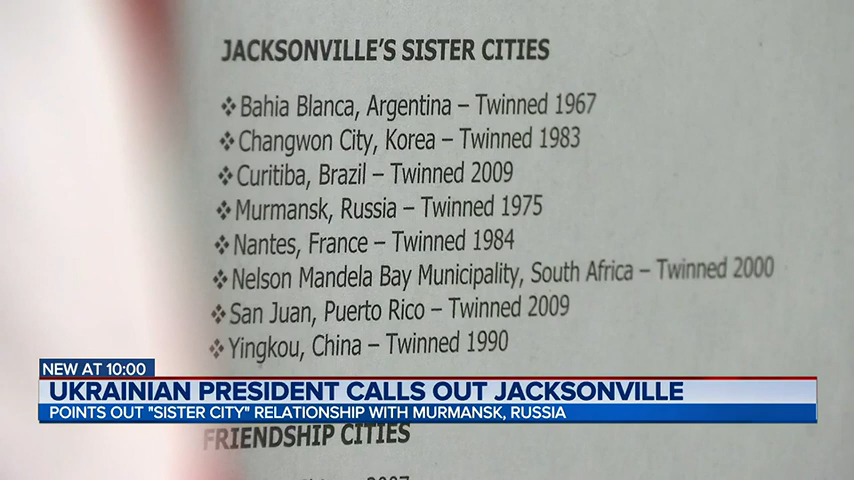 JACKSONVILLE'S SISTER CITIES
❖ Bahia Blanca, Argentina – Twinned 1967
❖ Changwon City, Korea – Twinned 1983
❖ Curitiba, Brazil – Twinned 2009
❖ Murmansk, Russia – Twinned 1975
❖ Nantes, France – Twinned 1984
❖ Nelson Mandela Bay Municipality, South Africa – Twinned 2000
❖ San Juan, Puerto Rico – Twinned 2009
❖ Yingkou, China – Twinned 1990
NEW AT 10:00
UKRAINIAN PRESIDENT CALLS OUT JACKSONVILLE
POINTS OUT "SISTER CITY" RELATIONSHIP WITH MURMANSK, RUSSIA
FRIENDSHIP CITIES